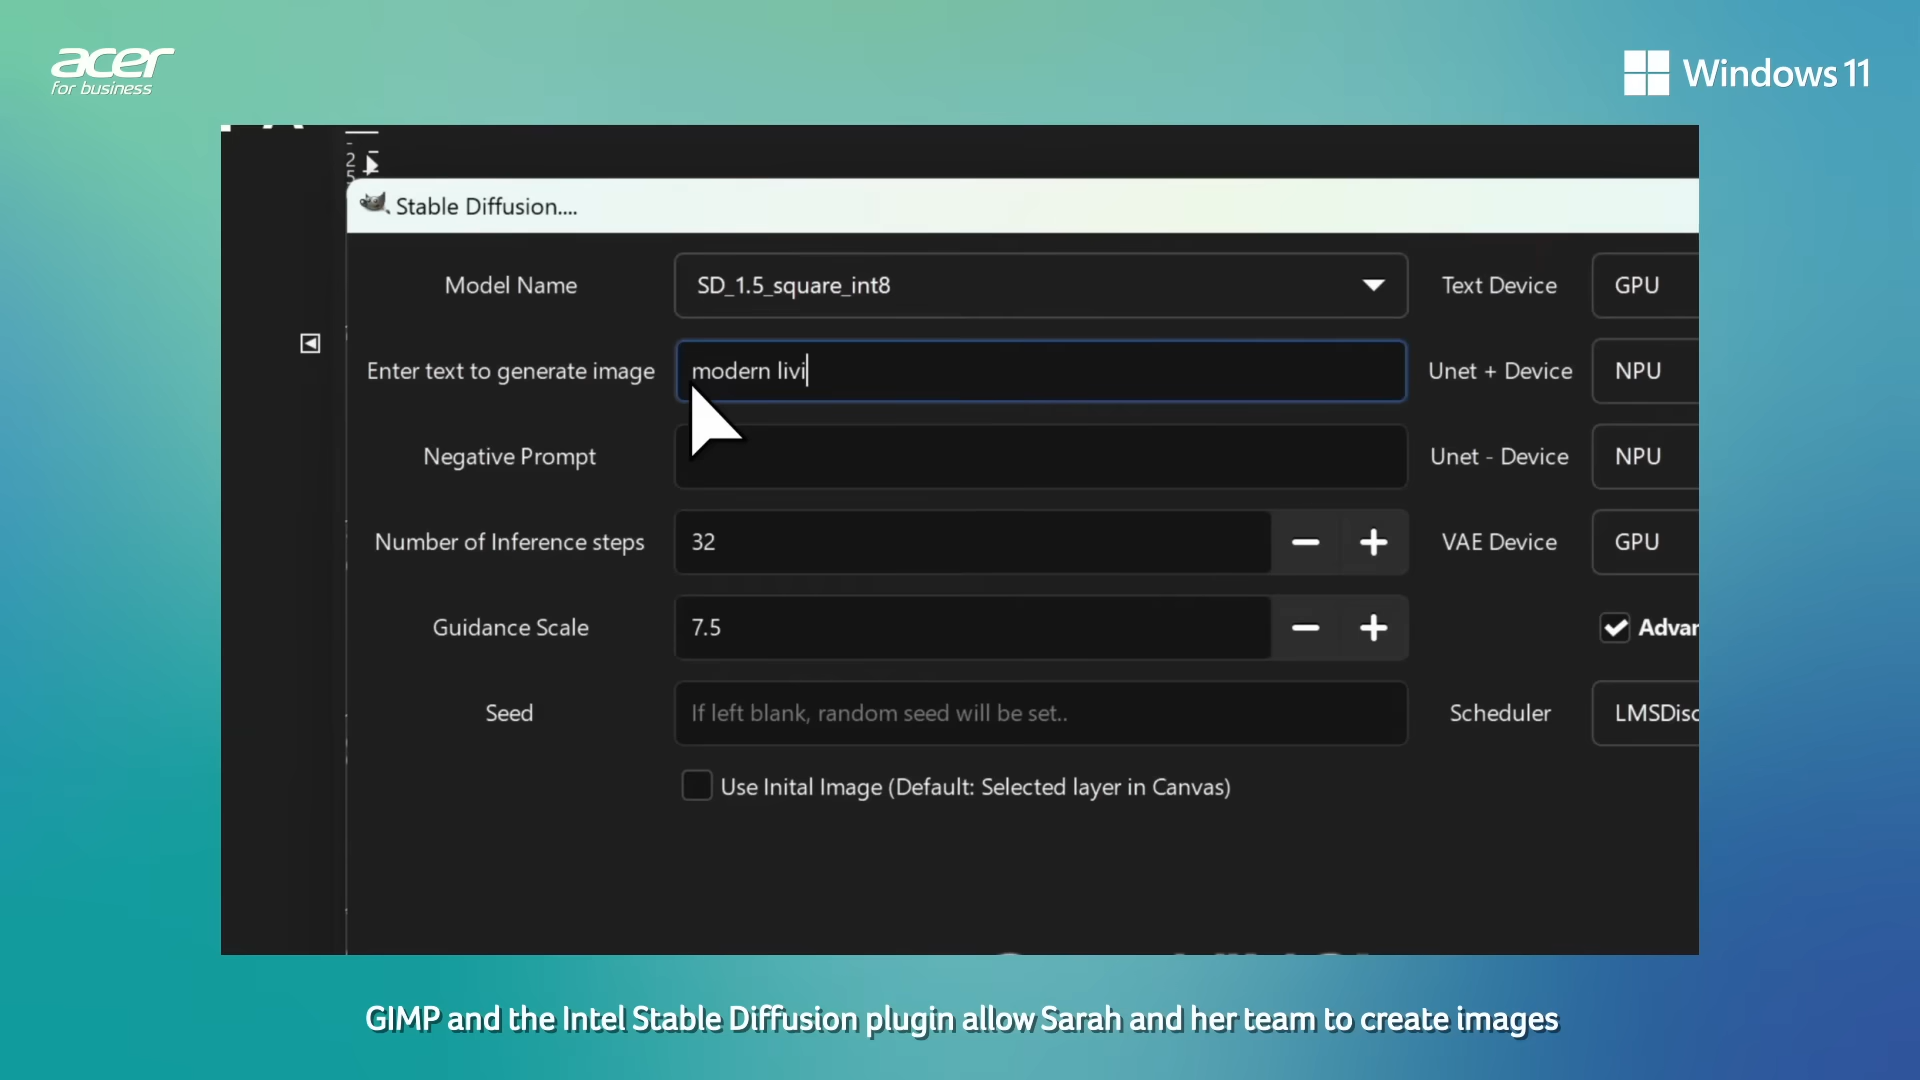 acer
for business
Windows 11
2
5
Stable Diffusion....
Model Name
SD_1.5_square_int8
Text Device
GPU
Enter text to generate image
modern livi
Unet + Device
NPU
Negative Prompt
Unet - Device
NPU
Number of Inference steps
32
VAE Device
GPU
Guidance Scale
7.5
Seed
If left blank, random seed will be set..
Scheduler
Use Inital Image (Default: Selected layer in Canvas)
GIMP and the Intel Stable Diffusion plugin allow Sarah and her team to create images